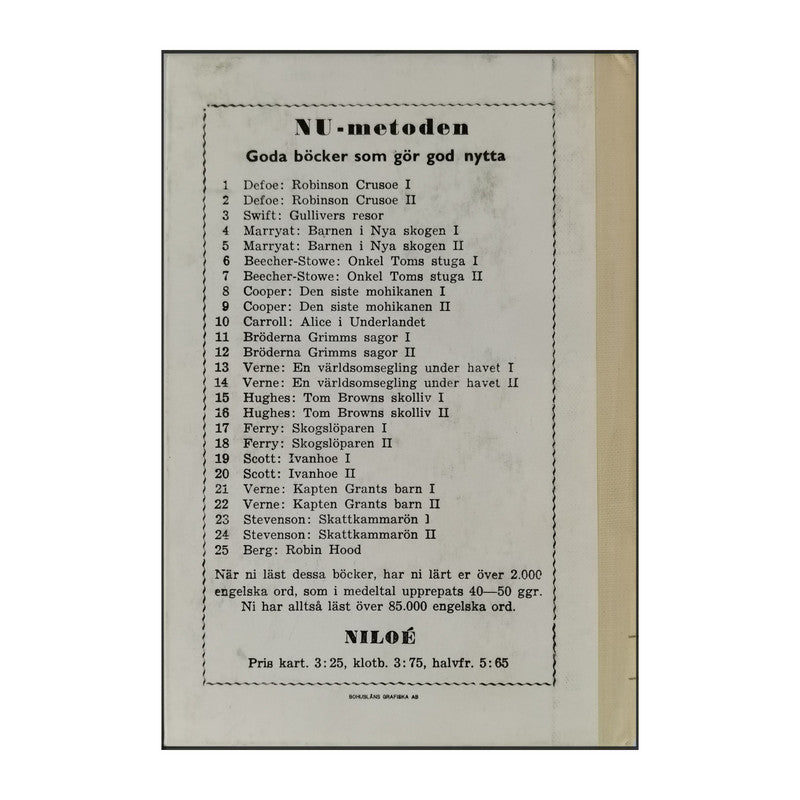 NU-metoden
Goda böcker som gör god nytta
1 Defoe: Robinson Crusoe I
2 Defoe: Robinson Crusoe II
3 Swift: Gullivers resor
4 Marryat: Barnen i Nya skogen I
5 Marryat: Barnen i Nya skogen II
6 Beecher-Stowe: Onkel Toms stuga I
7 Beecher-Stowe: Onkel Toms stuga II
8 Cooper: Den siste mohikanen I
9 Cooper: Den siste mohikanen II
10 Carroll: Alice i Underlandet
11 Bröderna Grimms sagor I
12 Bröderna Grimms sagor II
13 Verne: En världsomsegling under havet I
14 Verne: En världsomsegling under havet II
15 Hughes: Tom Browns skolliv I
16 Hughes: Tom Browns skolliv II
17 Ferry: Skogslöparen I
18 Ferry: Skogslöparen II
19 Scott: Ivanhoe I
20 Scott: Ivanhoe II
21 Verne: Kapten Grants barn I
22 Verne: Kapten Grants barn II
23 Stevenson: Skattkammarön I
24 Stevenson: Skattkammarön II
25 Berg: Robin Hood
När ni läst dessa böcker, har ni lärt er över 2.000
engelska ord, som i medeltal upprepats 40—50 ggr.
Ni har alltså läst över 85.000 engelska ord.
NILOÉ
Pris kart. 3:25, klotb. 3:75, halvfr. 5:65
BOHUSLÄNS GRAFISKA AB